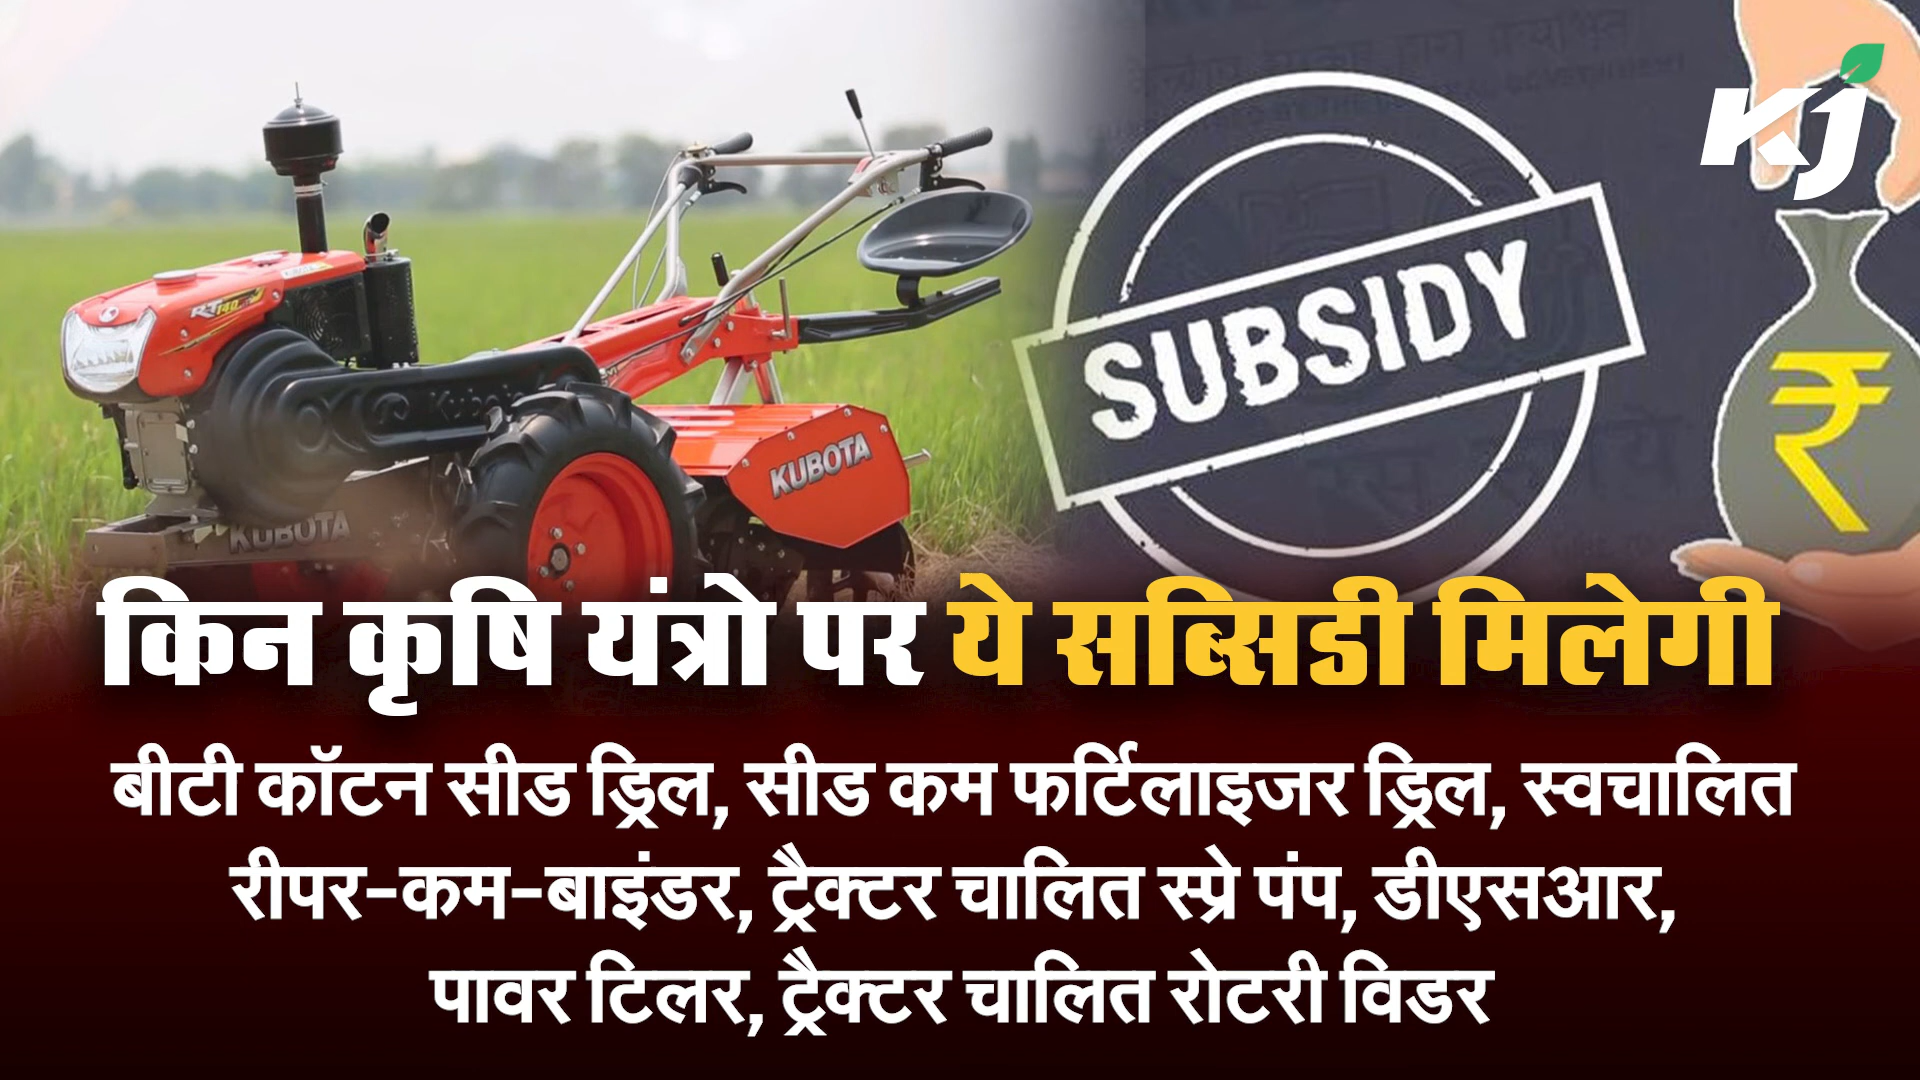 KJ
SUBSIDY
₹
RT140
Kubota
KUBOTA
KUBOTA
किन कृषि यंत्रो पर ये सब्सिडी मिलेगी
बीटी कॉटन सीड ड्रिल, सीड कम फर्टिलाइजर ड्रिल, स्वचालित
रीपर-कम-बाइंडर, ट्रैक्टर चालित स्प्रे पंप, डीएसआर,
पावर टिलर, ट्रैक्टर चालित रोटरी विडर